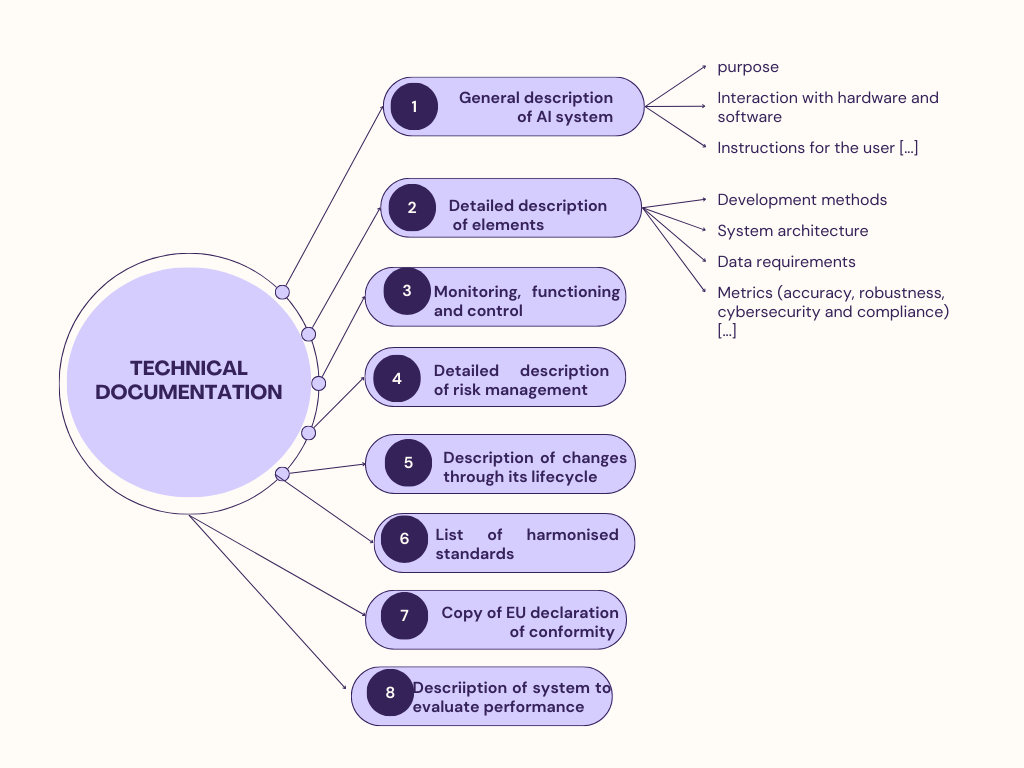 TECHNICAL
DOCUMENTATION
1
General description
of AI system
purpose
Interaction with hardware and
software
Instructions for the user [...]
2
Detailed description
of elements
Development methods
System architecture
Data requirements
Metrics (accuracy, robustness,
cybersecurity and compliance)
[...]
3
Monitoring, functioning
and control
4
Detailed description
of risk management
5
Description of changes
through its lifecycle
6
List of harmonised
standards
7
Copy of EU declaration
of conformity
8
Descriiption of system to
evaluate performance